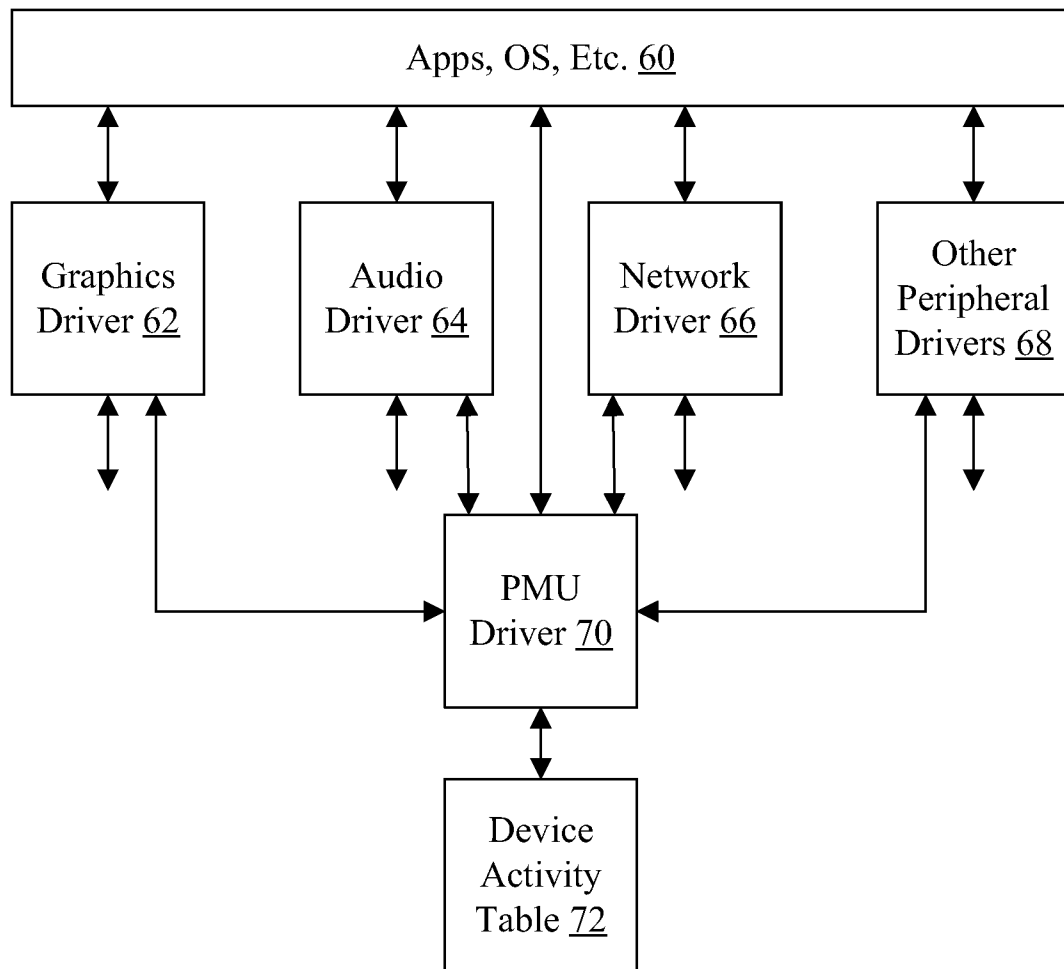 Apps, OS, Etc. 60
Graphics
Driver 62
Audio
Driver 64
Network
Driver 66
Other
Peripheral
Drivers 68
PMU
Driver 70
Device
Activity
Table 72